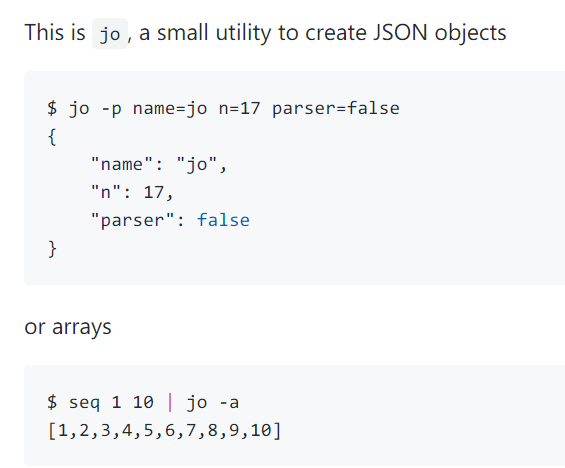 This is jo, a small utility to create JSON objects
$ jo -p name=jo n=17 parser=false
{
    "name": "jo",
    "n": 17,
    "parser": false
}
or arrays
$ seq 1 10 | jo -a
[1,2,3,4,5,6,7,8,9,10]